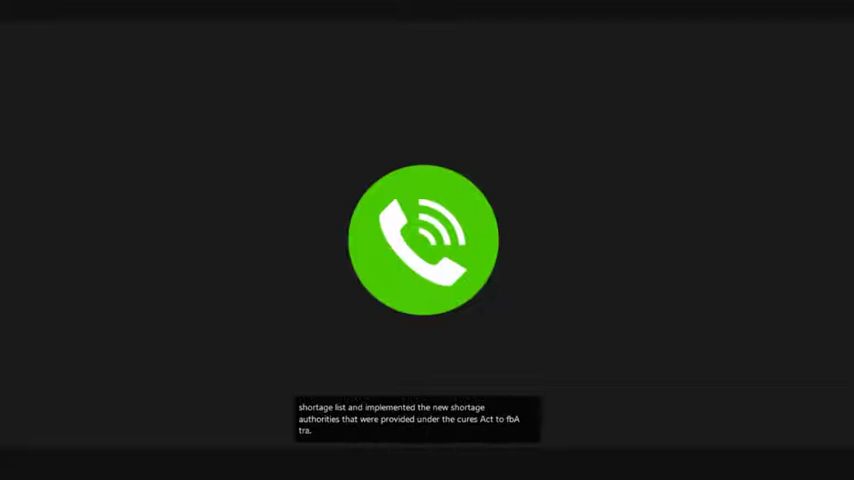 shortage list and implemented the new shortage
authorities that were provided under the cures Act to fbA
tra.